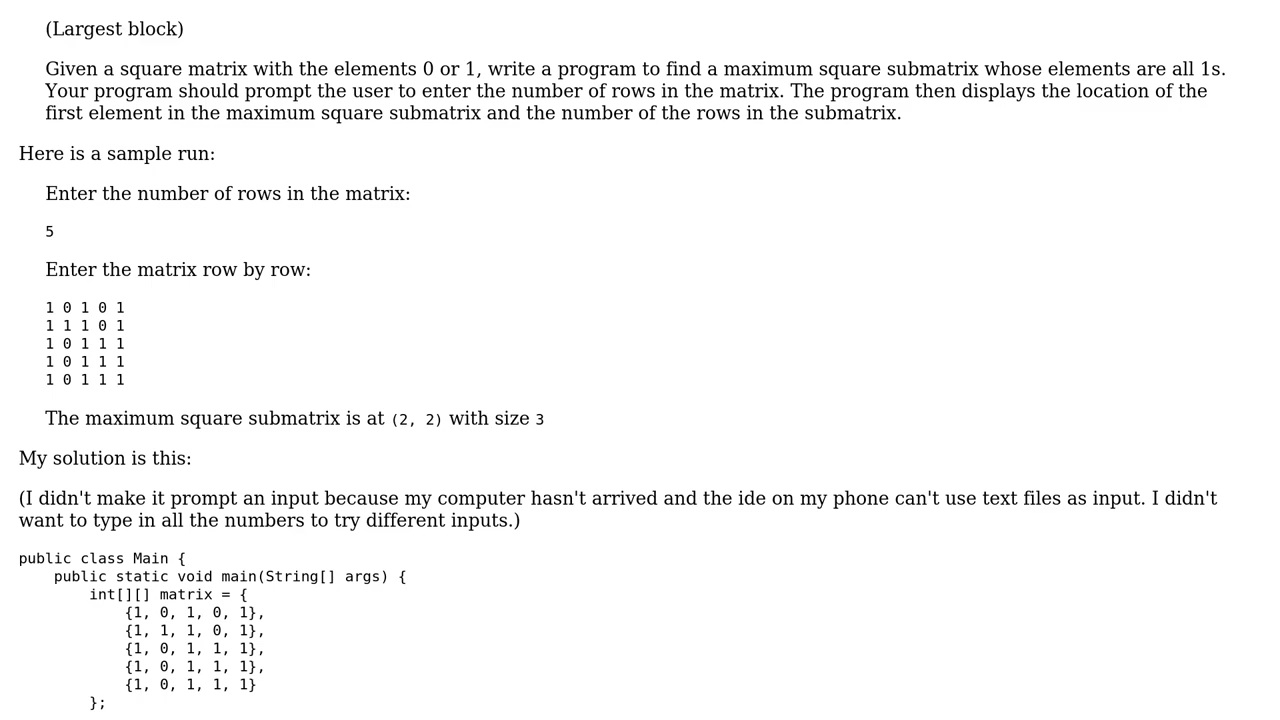 (Largest block)
Given a square matrix with the elements 0 or 1, write a program to find a maximum square submatrix whose elements are all 1s.
Your program should prompt the user to enter the number of rows in the matrix. The program then displays the location of the
first element in the maximum square submatrix and the number of the rows in the submatrix.
Here is a sample run:
Enter the number of rows in the matrix:
5
Enter the matrix row by row:
1 0 1 0 1
1 1 1 0 1
1 0 1 1 1
1 0 1 1 1
1 0 1 1 1
The maximum square submatrix is at (2, 2) with size 3
My solution is this:
(I didn't make it prompt an input because my computer hasn't arrived and the ide on my phone can't use text files as input. I didn't
want to type in all the numbers to try different inputs.)
public class Main {
    public static void main(String[] args) {
        int[][] matrix = {
            {1, 0, 1, 0, 1},
            {1, 1, 1, 0, 1},
            {1, 0, 1, 1, 1},
            {1, 0, 1, 1, 1},
            {1, 0, 1, 1, 1}
        };